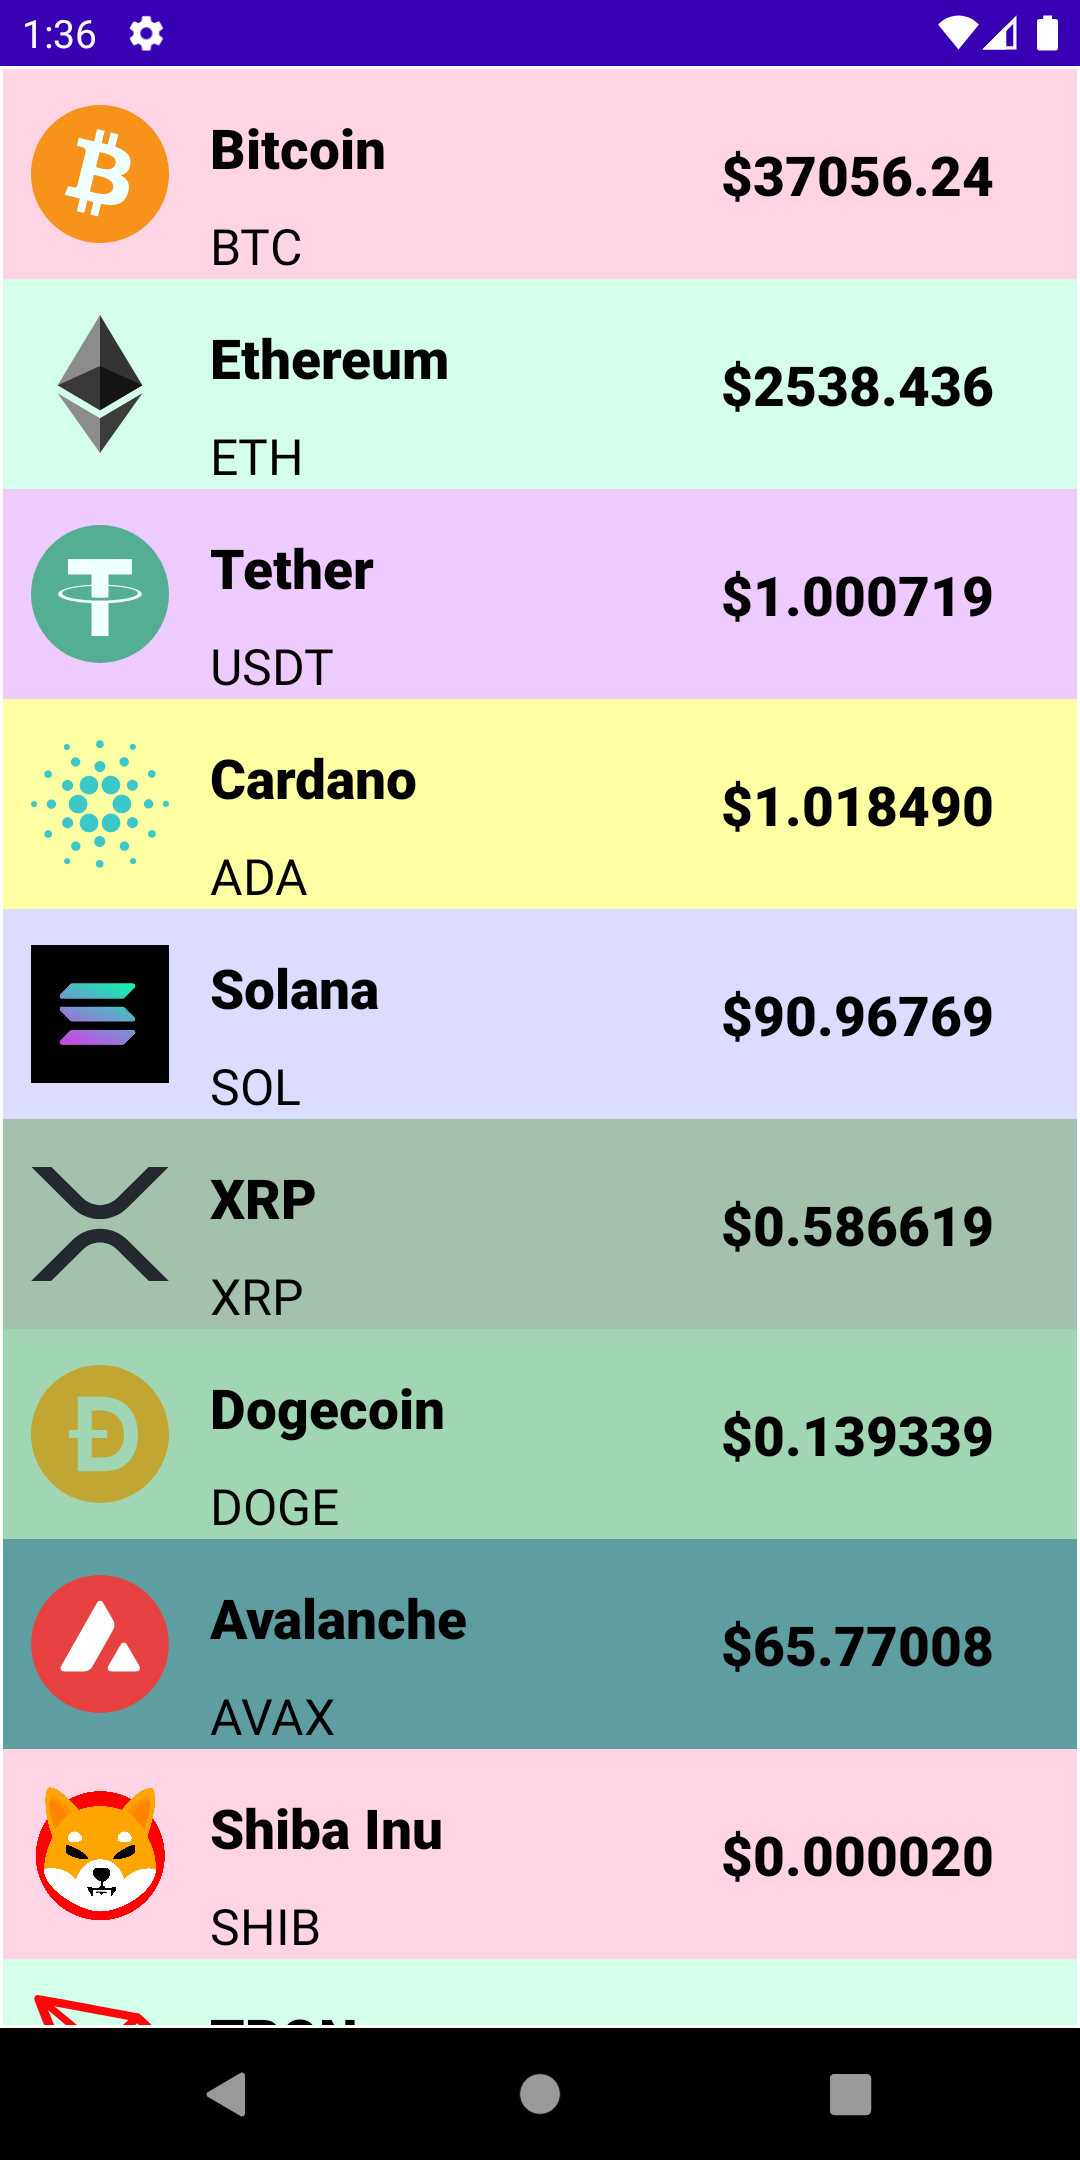 1:36
Bitcoin
$37056.24
BTC
Ethereum
$2538.436
ETH
Tether
$1.000719
USDT
Cardano
$1.018490
ADA
Solana
$90.96769
SOL
XRP
$0.586619
XRP
Dogecoin
$0.139339
DOGE
Avalanche
$65.77008
AVAX
Shiba Inu
$0.000020
SHIB